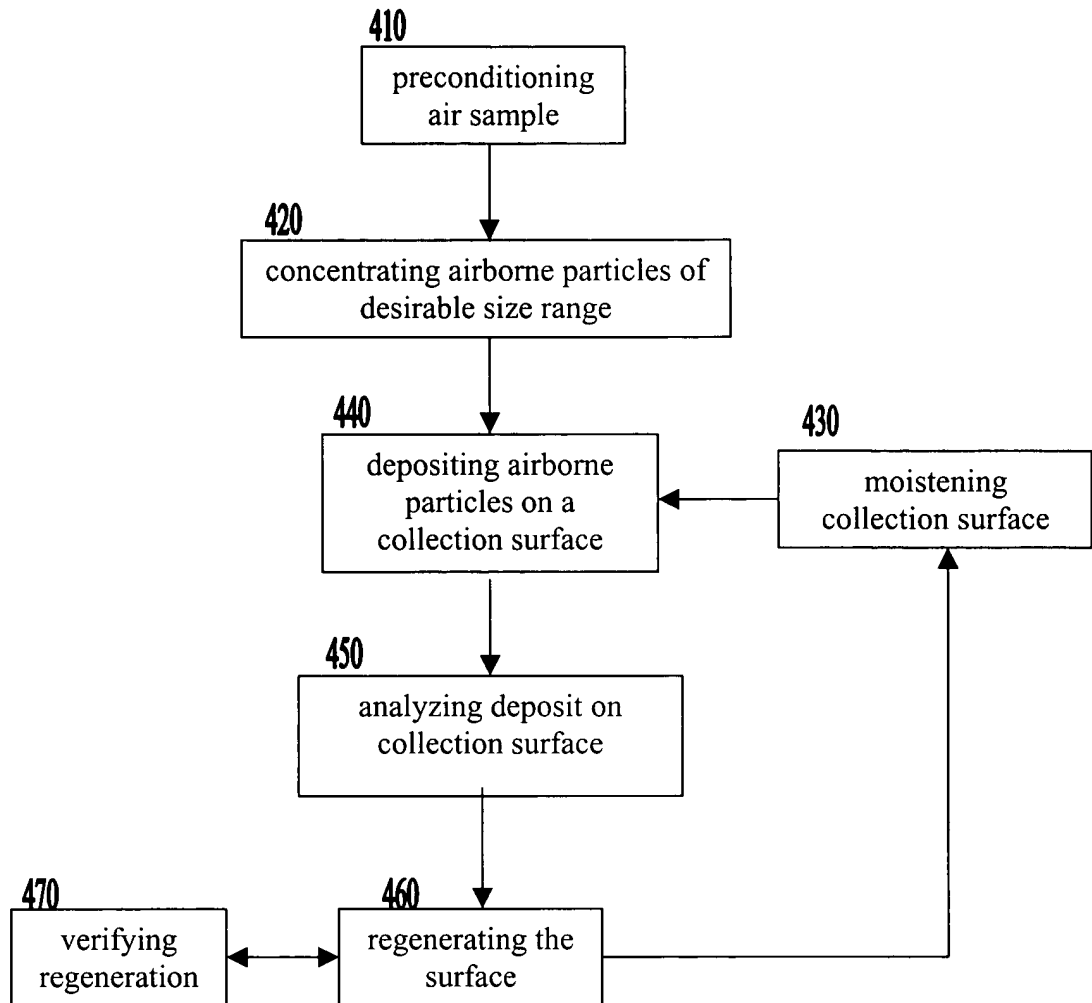 410
preconditioning
air sample
420
concentrating airborne particles of
desirable size range
440
depositing airborne
particles on a
collection surface
430
moistening
collection surface
450
analyzing deposit on
collection surface
470
verifying
regeneration
460
regenerating the
surface